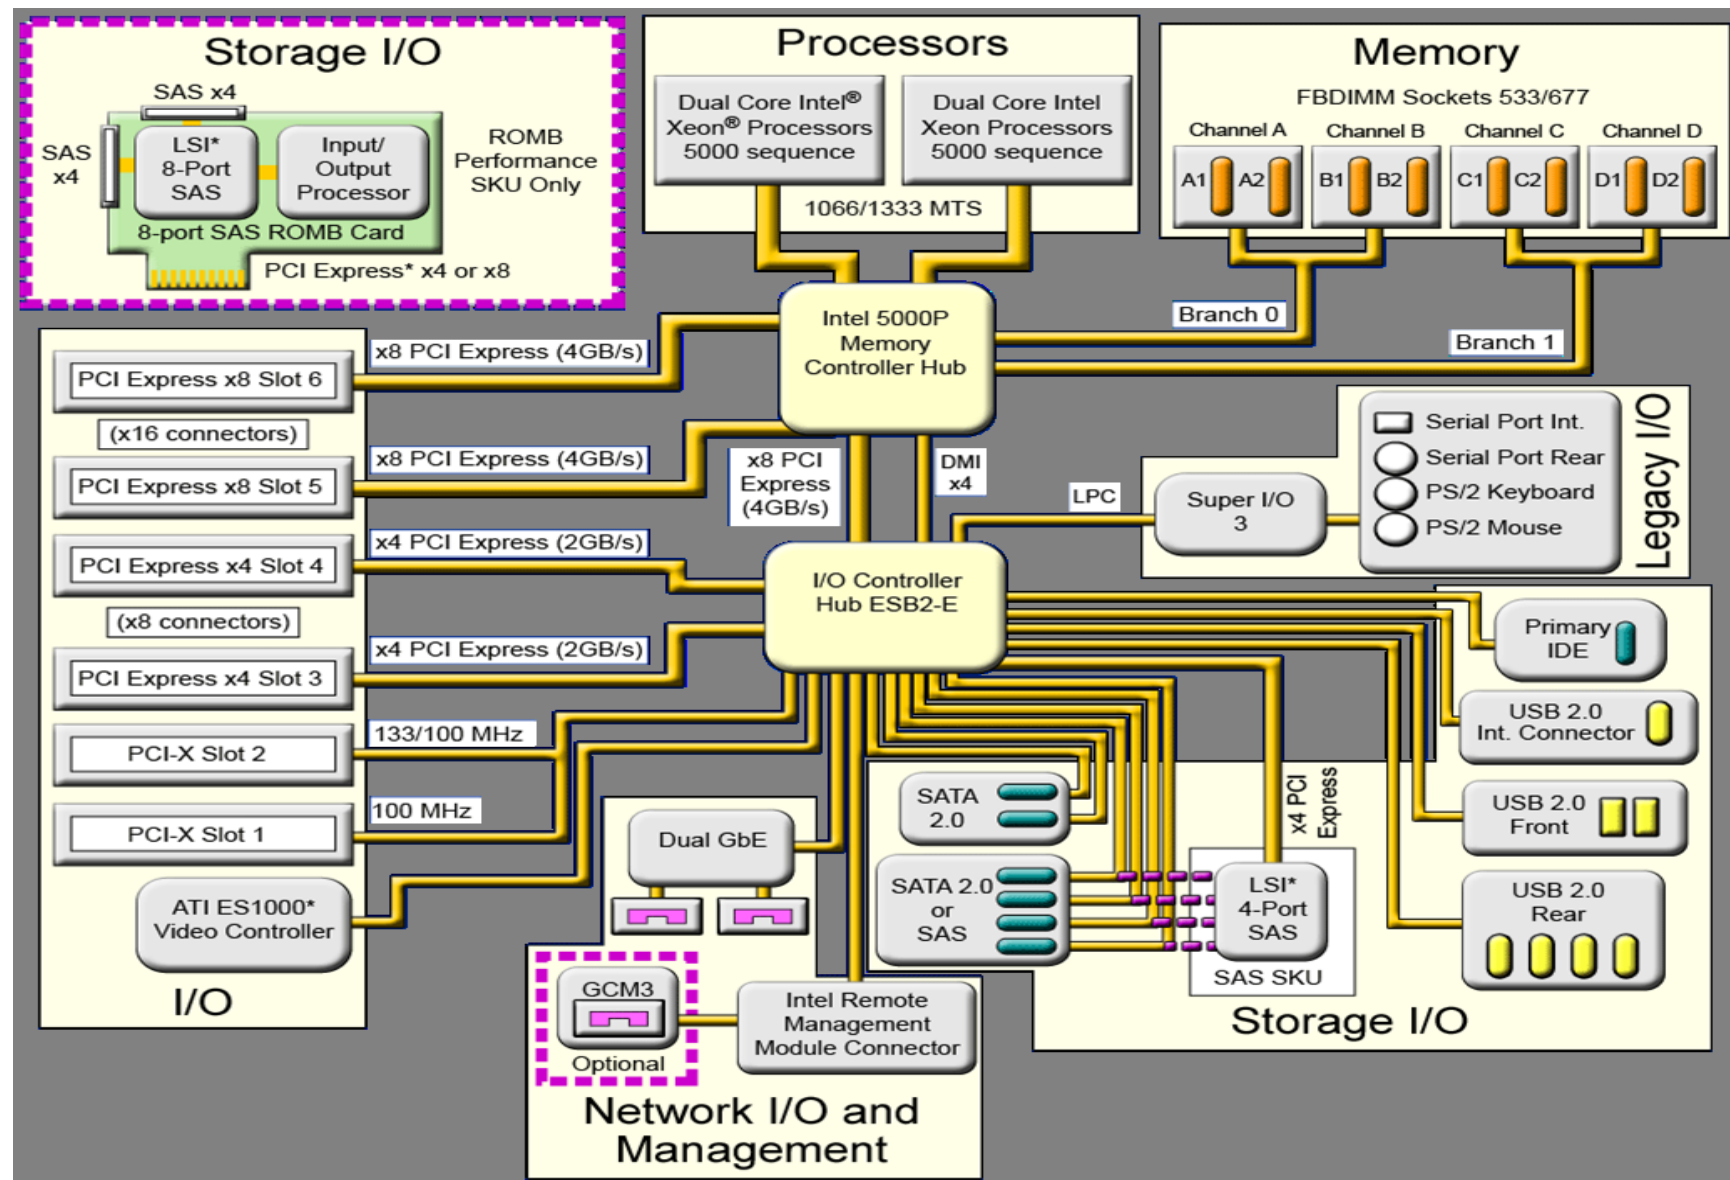 Storage I/O
SAS x4
SAS
x4
LSI*
8-Port
SAS
Input/
Output
Processor
ROMB
Performance
SKU Only
8-port SAS ROMB Card
PCI Express* x4 or x8
Processors
Dual Core Intel®
Xeon® Processors
5000 sequence
Dual Core Intel
Xeon Processors
5000 sequence
1066/1333 MTS
Memory
FBDIMM Sockets 533/677
Channel A
Channel B
Channel C
Channel D
A1 A2
B1 B2
C1 C2
D1 D2
Branch 0
Branch 1
Intel 5000P
Memory
Controller Hub
x8 PCI Express (4GB/s)
PCI Express x8 Slot 6
(x16 connectors)
x8 PCI Express (4GB/s)
PCI Express x8 Slot 5
x8 PCI
Express
(4GB/s)
DMI
x4
LPC
Super I/O
3
Serial Port Int.
Serial Port Rear
PS/2 Keyboard
PS/2 Mouse
Legacy I/O
x4 PCI Express (2GB/s)
PCI Express x4 Slot 4
(x8 connectors)
x4 PCI Express (2GB/s)
PCI Express x4 Slot 3
I/O Controller
Hub ESB2-E
133/100 MHz
PCI-X Slot 2
100 MHz
PCI-X Slot 1
ATI ES1000*
Video Controller
I/O
Dual GbE
GCM3
Optional
Intel Remote
Management
Module Connector
Network I/O and
Management
Primary
IDE
USB 2.0
Int. Connector
USB 2.0
Front
USB 2.0
Rear
SATA
2.0
SATA 2.0
or
SAS
x4 PCI
Express
LSI*
4-Port
SAS
SAS SKU
Storage I/O